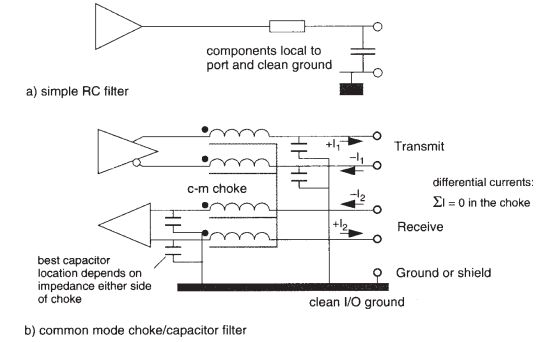 components local to
port and clean ground
a) simple RC filter
+I1
Transmit
–I1
c-m choke
differential currents:
–I2
ΣI = 0 in the choke
+I2
Receive
best capacitor
location depends on
impedance either side
of choke
Ground or shield
clean I/O ground
b) common mode choke/capacitor filter